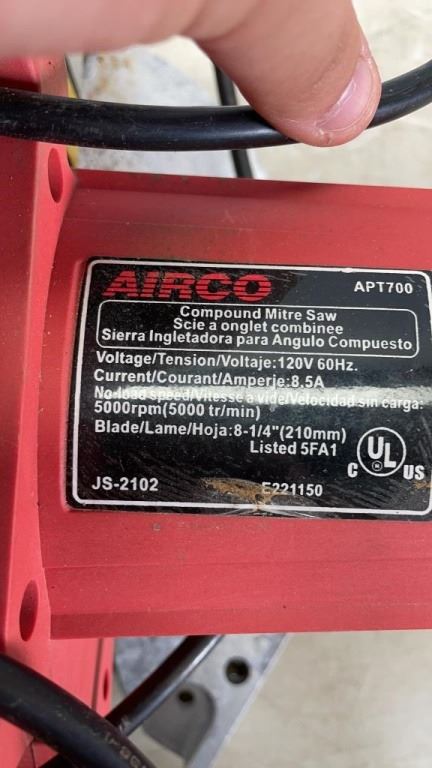 AIRCO APT700
Compound Mitre Saw
Scie a onglet combinee
Sierra Ingletadora para Angulo Compuesto
Voltage/Tension/Voltaje:120V 60Hz.
Current/Courant/Amperje:8.5A
No-load speed/Vitesse a vide/Velocidad sin carga:
5000rpm(5000 tr/min)
Blade/Lame/Hoja:8-1/4"(210mm)
Listed 5FA1
C UL US
JS-2102 E221150